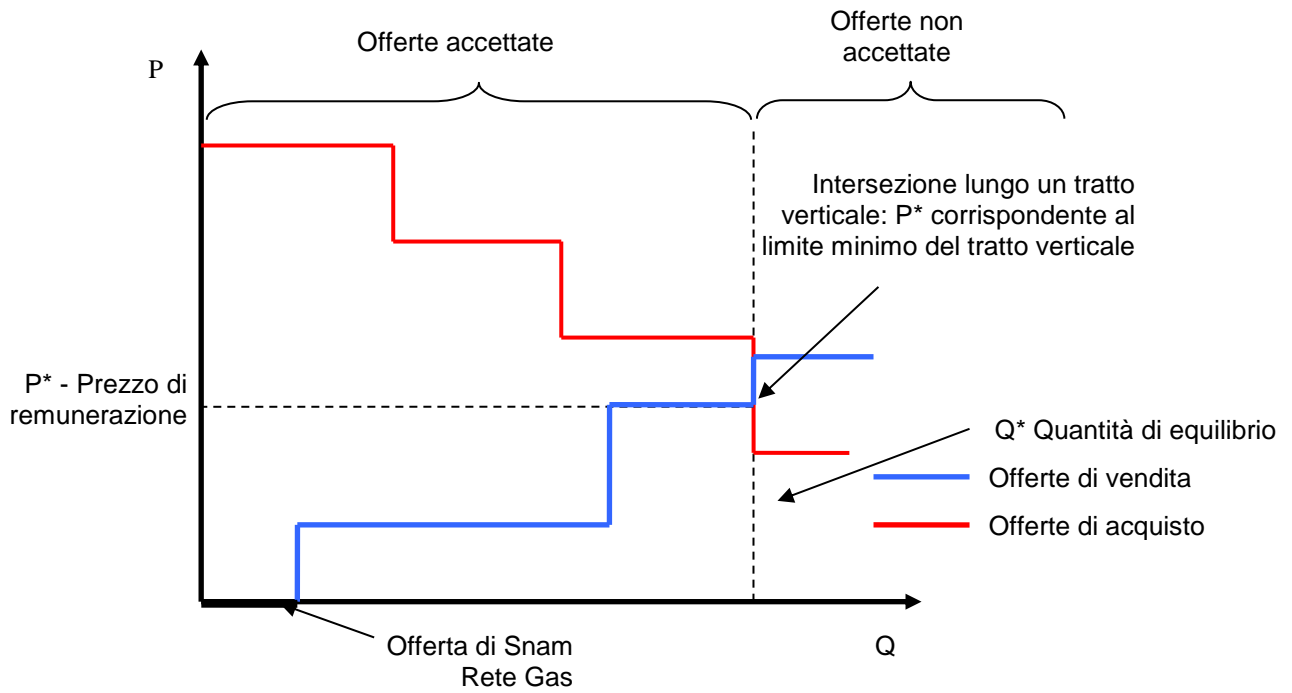 Offerte accettate
Offerte non
accettate
P
Intersezione lungo un tratto
verticale: P* corrispondente al
limite minimo del tratto verticale
P* - Prezzo di
remunerazione
Q* Quantità di equilibrio
Offerte di vendita
Offerte di acquisto
Offerta di Snam
Rete Gas
Q